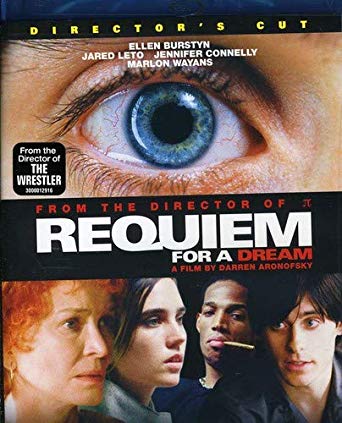 DIRECTOR'S CUT
ELLEN BURSTYN
JARED LETO JENNIFER CONNELLY
MARLON WAYANS
From the
Director of
THE
WRESTLER
3000012916
FROM THE DIRECTOR OF π
REQUIEM
FOR A DREAM
A FILM BY DARREN ARONOFSKY